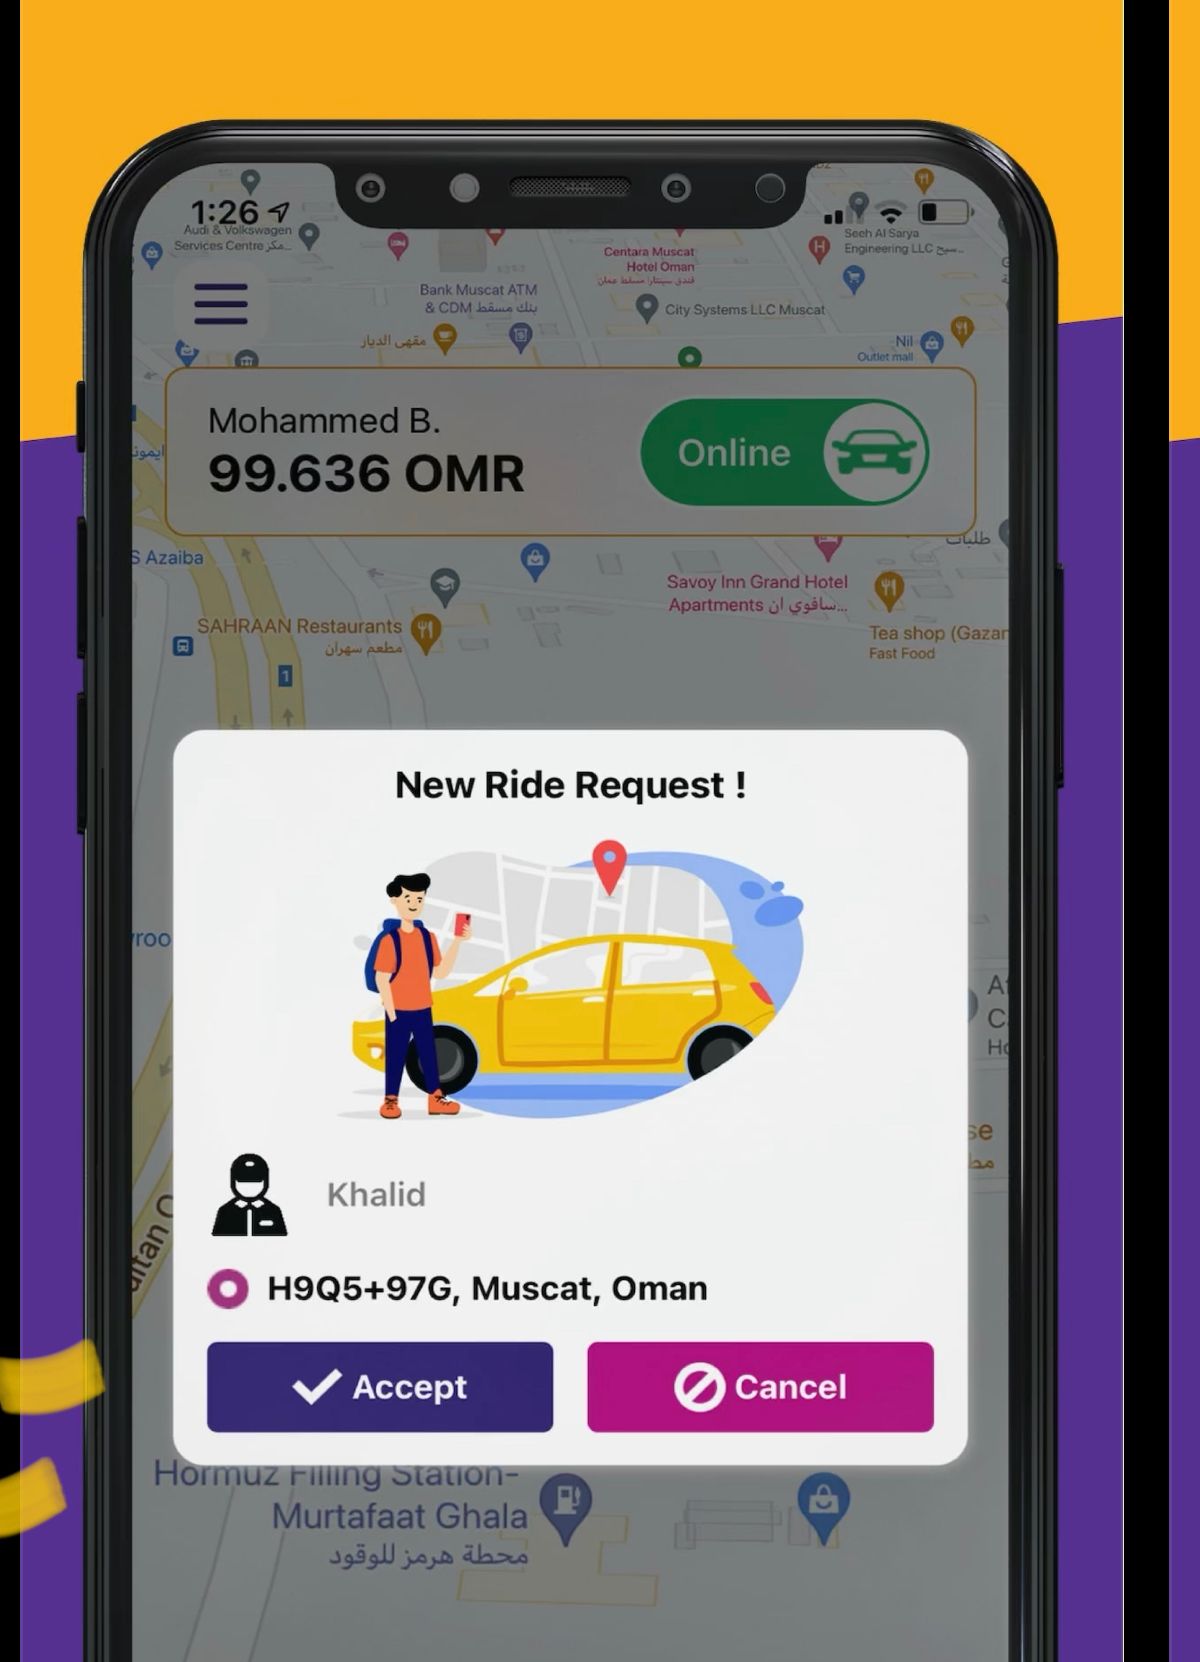 1:26
Audi & Volkswagen
Services Centre مركز...
Seeh Al Sarya
Engineering LLC سيح...
Centara Muscat
Hotel Oman
فندق سينتارا مسقط عمان
Bank Muscat ATM
& CDM بنك مسقط
City Systems LLC Muscat
مقهى الديار
Nil
Outlet mall
Mohammed B.
99.636 OMR
Online
S Azaiba
طلبات
Savoy Inn Grand Hotel
Apartments سافوي ان...
SAHRAAN Restaurants
مطعم سهران
1
Tea shop (Gazar
Fast Food
New Ride Request !
Khalid
H9Q5+97G, Muscat, Oman
Accept
Cancel
Hormuz Filling Station-
Murtafaat Ghala
محطة هرمز للوقود